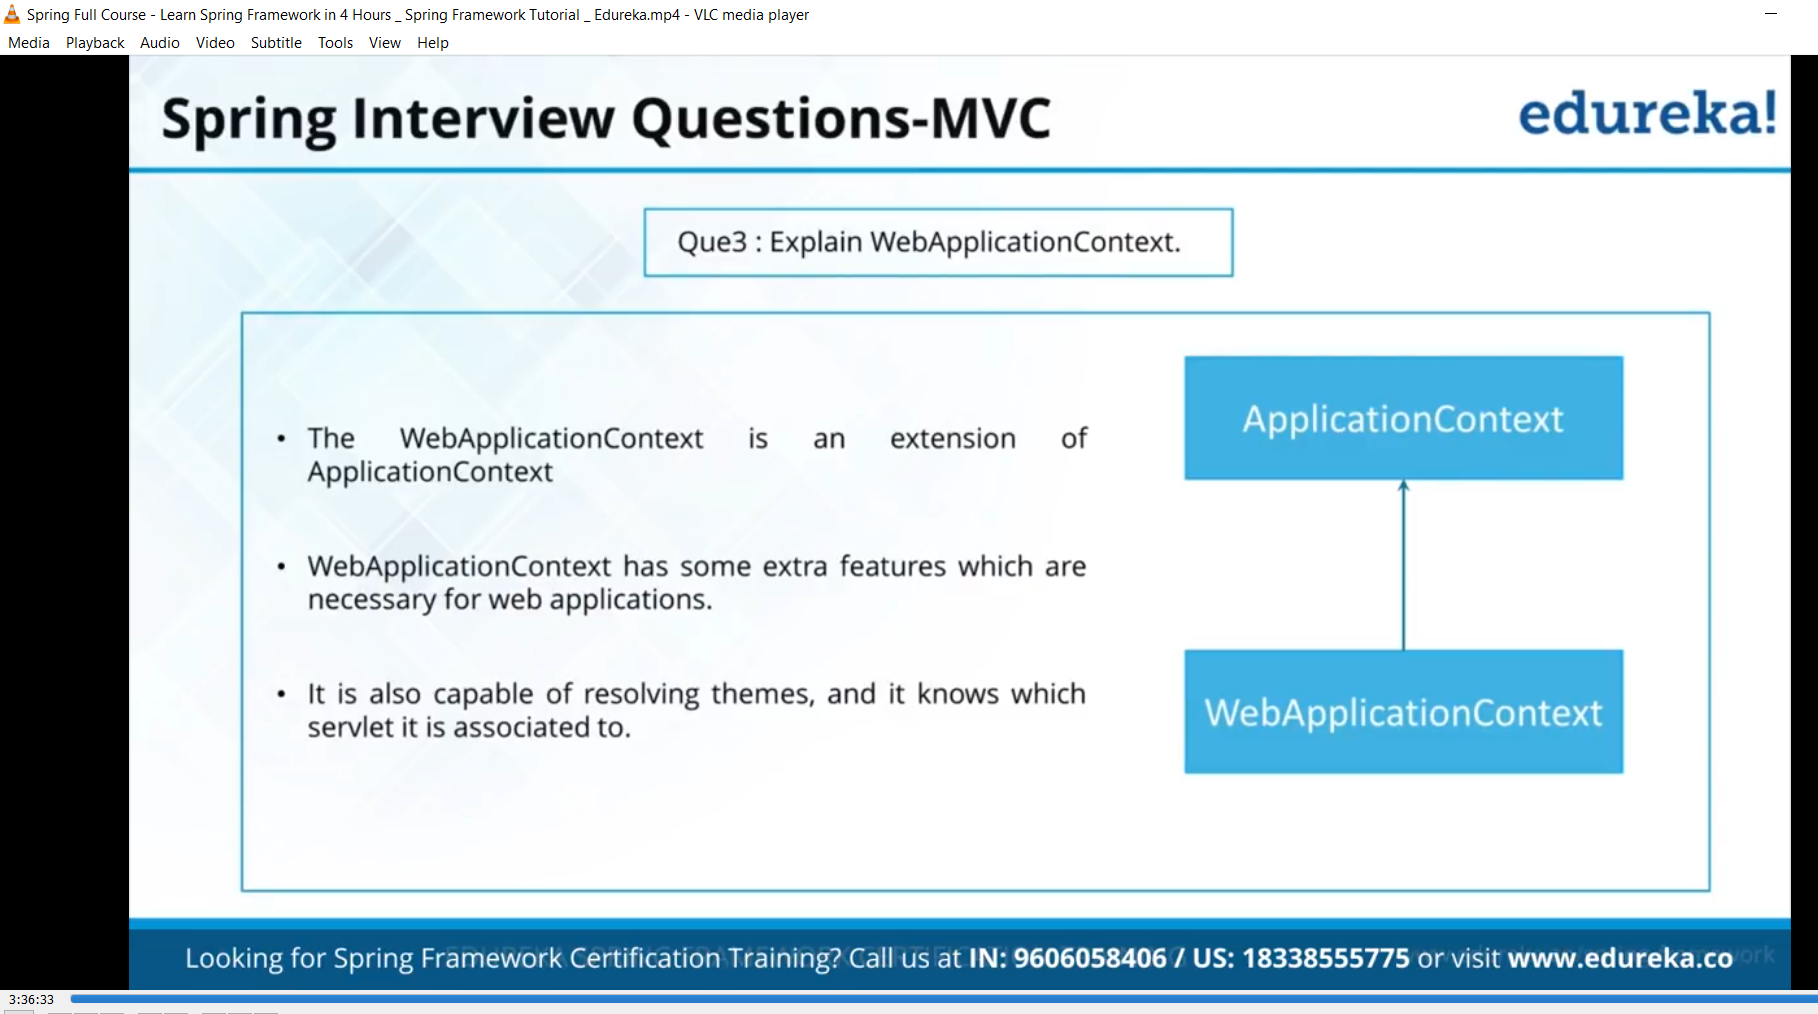 Spring Full Course - Learn Spring Framework in 4 Hours _ Spring Framework Tutorial _ Edureka.mp4 - VLC media player
Media Playback Audio Video Subtitle Tools View Help
Spring Interview Questions-MVC
edureka!
Que3 : Explain WebApplicationContext.
• The WebApplicationContext is an extension of
ApplicationContext
• WebApplicationContext has some extra features which are
necessary for web applications.
• It is also capable of resolving themes, and it knows which
servlet it is associated to.
ApplicationContext
WebApplicationContext
Looking for Spring Framework Certification Training? Call us at IN: 9606058406 / US: 18338555775 or visit www.edureka.co
3:36:33